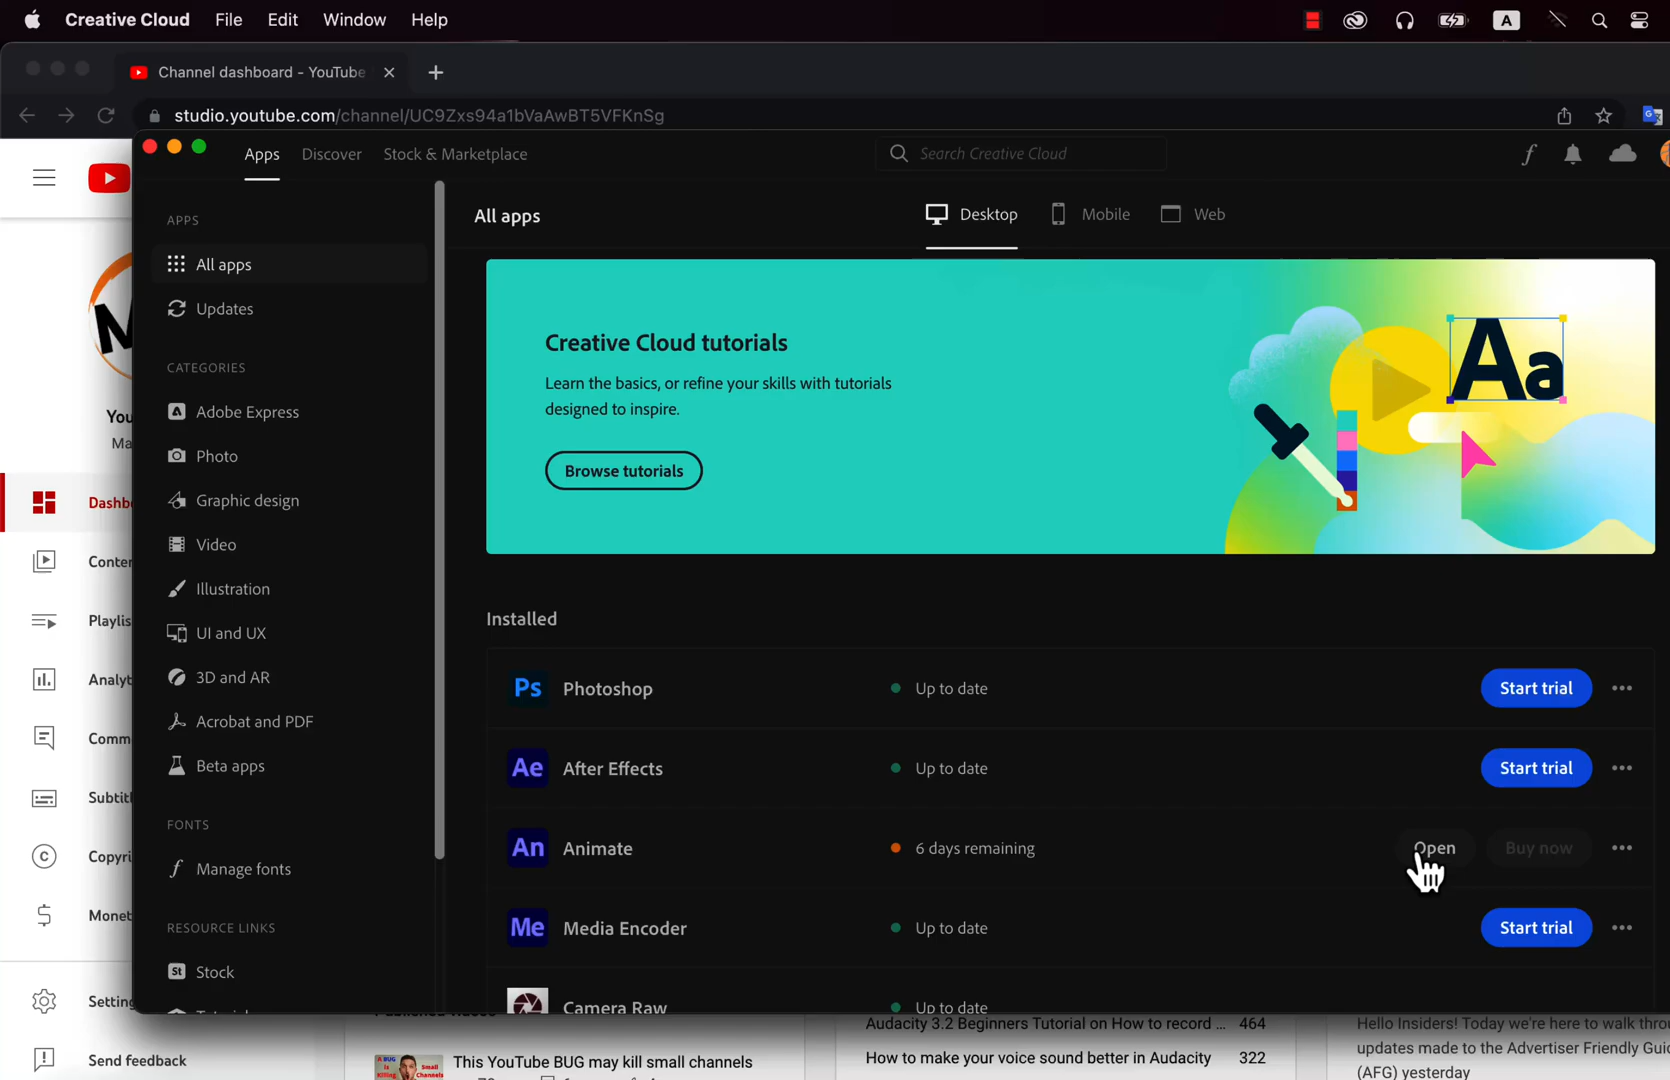 Creative Cloud File Edit Window Help
A
Channel dashboard - YouTube
studio.youtube.com/channel/UC9Zxs94a1bVaAwBT5VFKnSg
Apps Discover Stock & Marketplace
Search Creative Cloud
APPS
All apps
Updates
CATEGORIES
Adobe Express
Photo
Graphic design
Video
Illustration
UI and UX
3D and AR
Acrobat and PDF
Beta apps
FONTS
Manage fonts
RESOURCE LINKS
St Stock
All apps
Desktop Mobile Web
Creative Cloud tutorials
Learn the basics, or refine your skills with tutorials
designed to inspire.
Browse tutorials
Aa
Installed
Ps Photoshop Up to date Start trial
Ae After Effects Up to date Start trial
An Animate 6 days remaining Open Buy now
Me Media Encoder Up to date Start trial
Camera Raw Up to date
You
Ma
Dashb
Conten
Playlis
Analyt
Comm
Subtitl
Copyri
Monet
Setting
Send feedback
This YouTube BUG may kill small channels
Audacity 3.2 Beginners Tutorial on How to record ... 464
How to make your voice sound better in Audacity 322
Hello Insiders! Today we're here to walk throu
updates made to the Advertiser Friendly Guid
(AFG) yesterday